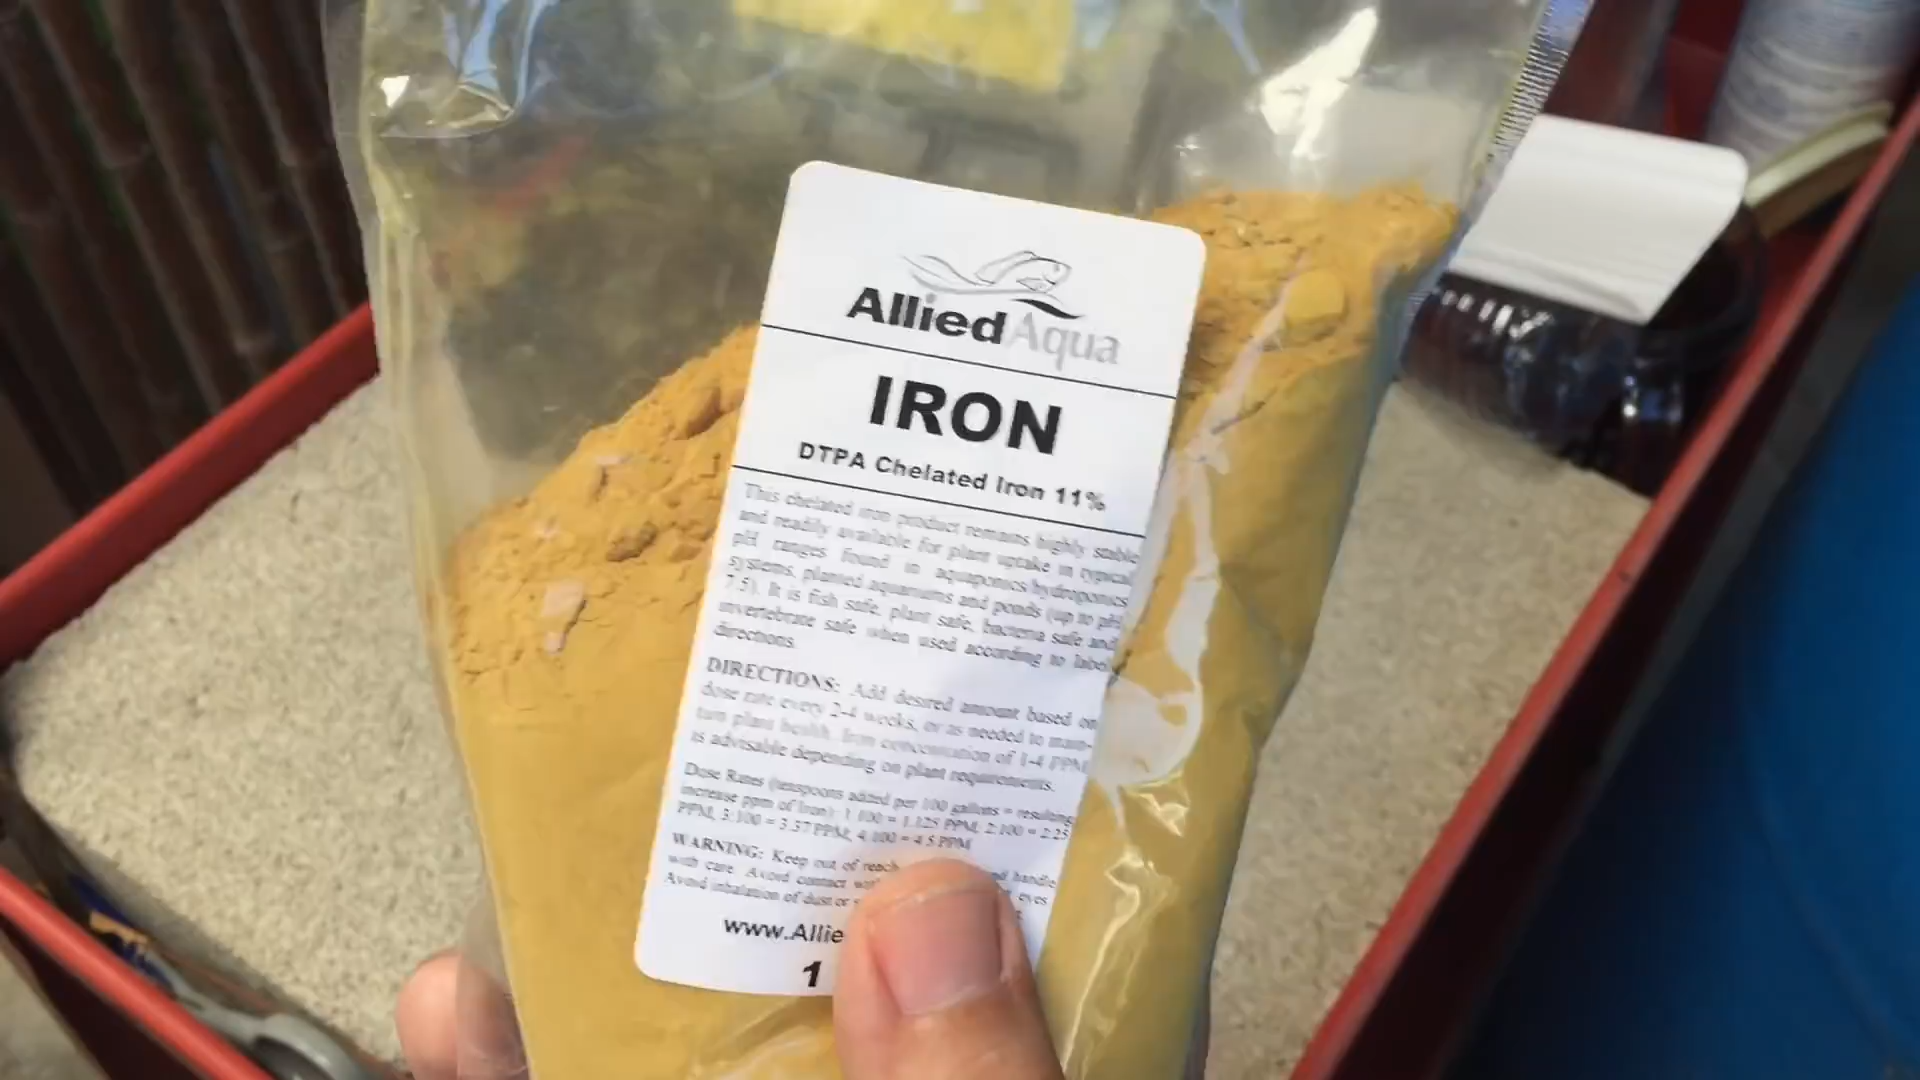 AlliedAqua
IRON
DTPA Chelated Iron 11%
This chelated iron product remains highly stable
and readily available for plant uptake in typical
pH ranges found in aquaponics/hydroponics
systems, planted aquariums and ponds (up to pH
7.5). It is fish safe, plant safe, bacteria safe and
invertebrate safe when used according to label
directions.
DIRECTIONS: Add desired amount based on
dose rate every 2-4 weeks, or as needed to main-
tain plant health. Iron concentration of 1-4 PPM
is advisable depending on plant requirements.
Dose Rates (teaspoons added per 100 gallons = resulting
increase ppm of Iron): 1:100 = 1.125 PPM, 2:100 = 2.25
PPM, 3:100 = 3.37 PPM, 4:100 = 4.5 PPM
WARNING: Keep out of reach and handle
with care. Avoid contact eyes
Avoid inhalation of dust or
www.Allie
1